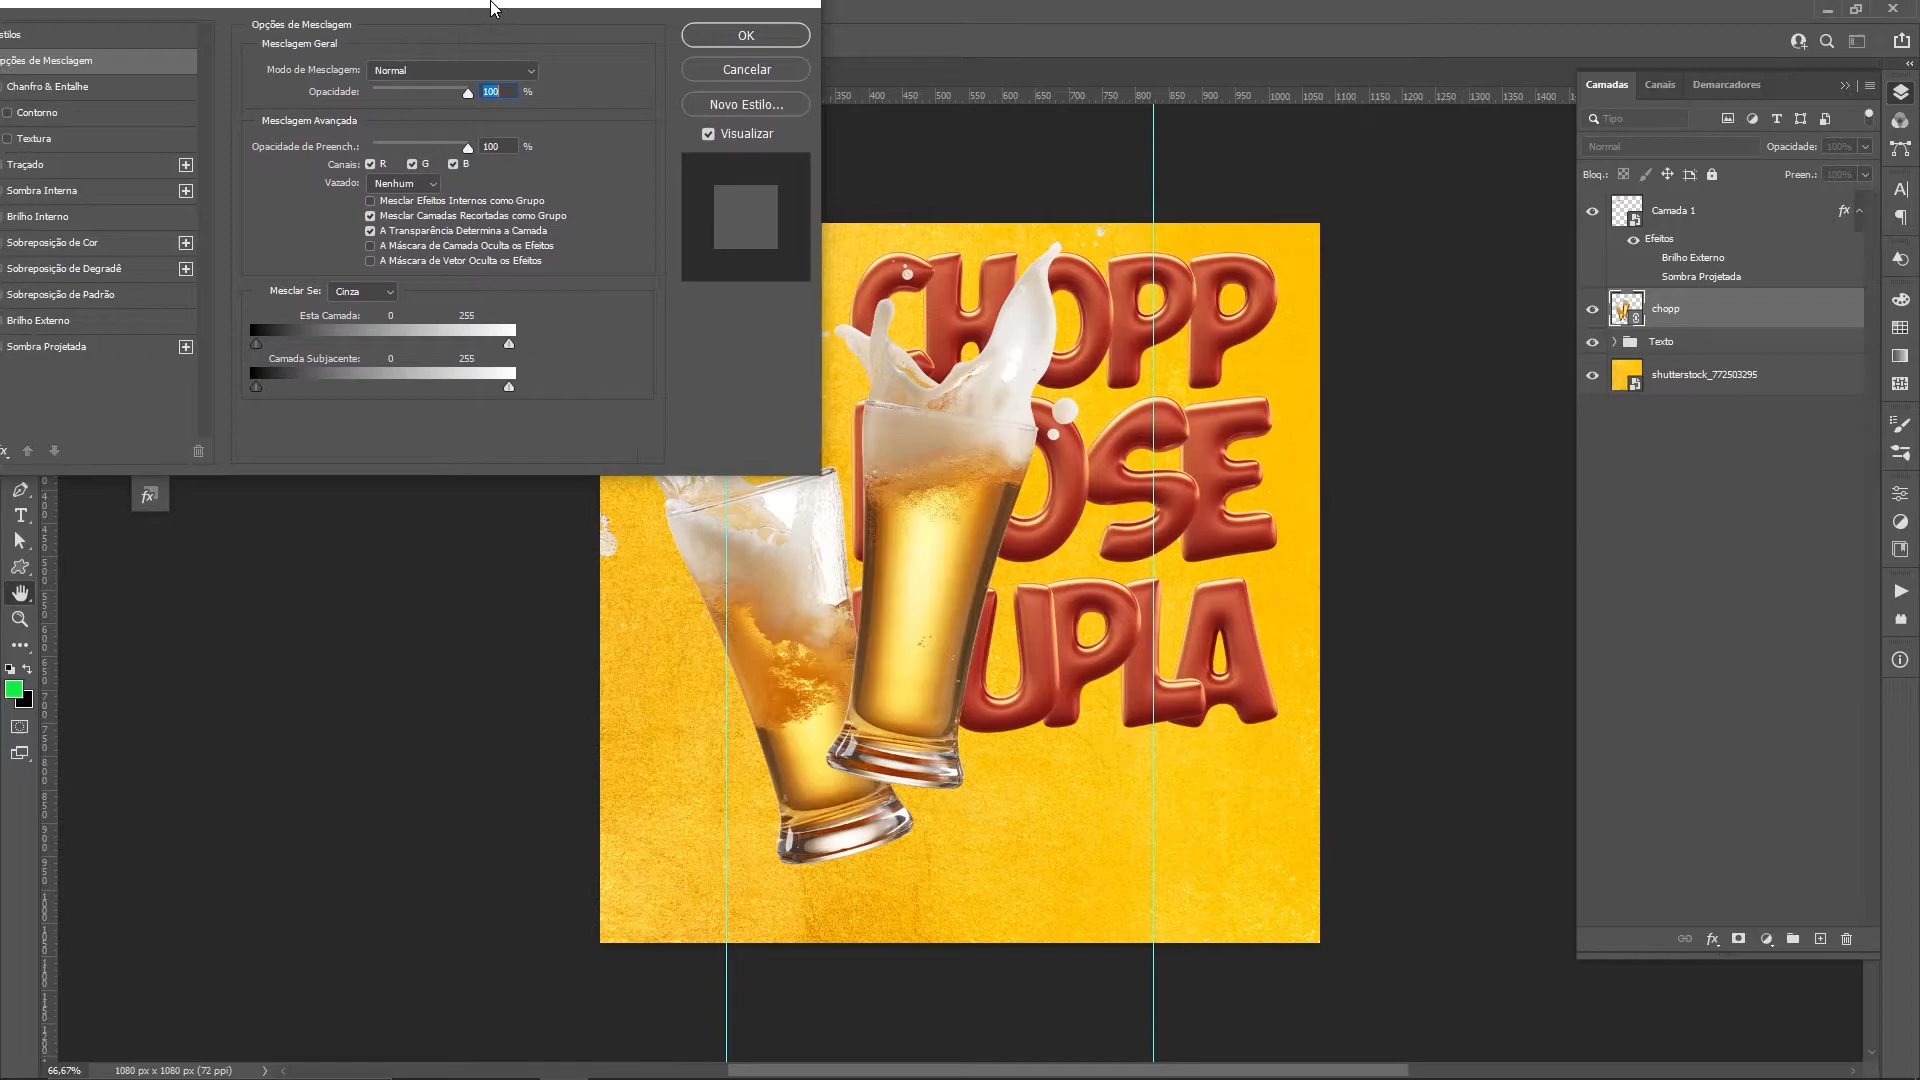 stilos
pções de Mesclagem
Chanfro & Entalhe
Contorno
Textura
Traçado
Sombra Interna
Brilho Interno
Sobreposição de Cor
Sobreposição de Degradê
Sobreposição de Padrão
Brilho Externo
Sombra Projetada
Opções de Mesclagem
Mesclagem Geral
Modo de Mesclagem: Normal
Opacidade: 100 %
Mesclagem Avançada
Opacidade de Preench.: 100 %
Canais: R G B
Vazado: Nenhum
Mesclar Efeitos Internos como Grupo
Mesclar Camadas Recortadas como Grupo
A Transparência Determina a Camada
A Máscara de Camada Oculta os Efeitos
A Máscara de Vetor Oculta os Efeitos
Mesclar Se: Cinza
Esta Camada: 0 255
Camada Subjacente: 0 255
OK
Cancelar
Novo Estilo...
Visualizar
350 400 450 500 550 600 650 700 750 800 850 900 950 1000 1050 1100 1150 1200 1250 1300 1350 1400
CHOPP
OSE
UPLA
Camadas Canais Demarcadores
Tipo
Normal Opacidade: 100%
Bloq.: Preen.: 100%
Camada 1 fx
Efeitos
Brilho Externo
Sombra Projetada
chopp
Texto
shutterstock_772503295
fx
66,67% 1080 px x 1080 px (72 ppi)